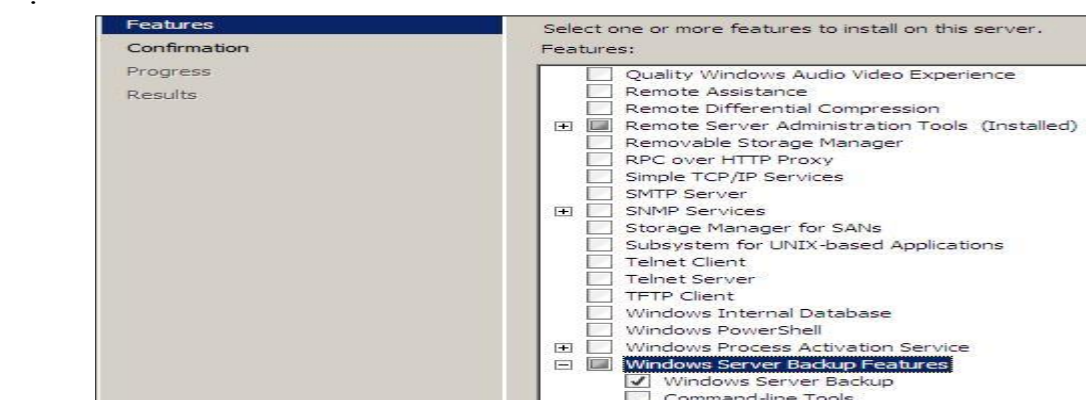 Features
Confirmation
Progress
Results
Select one or more features to install on this server.
Features:
Quality Windows Audio Video Experience
Remote Assistance
Remote Differential Compression
Remote Server Administration Tools (Installed)
Removable Storage Manager
RPC over HTTP Proxy
Simple TCP/IP Services
SMTP Server
SNMP Services
Storage Manager for SANs
Subsystem for UNIX-based Applications
Telnet Client
Telnet Server
TFTP Client
Windows Internal Database
Windows PowerShell
Windows Process Activation Service
Windows Server Backup Features
Windows Server Backup
Command-line Tools